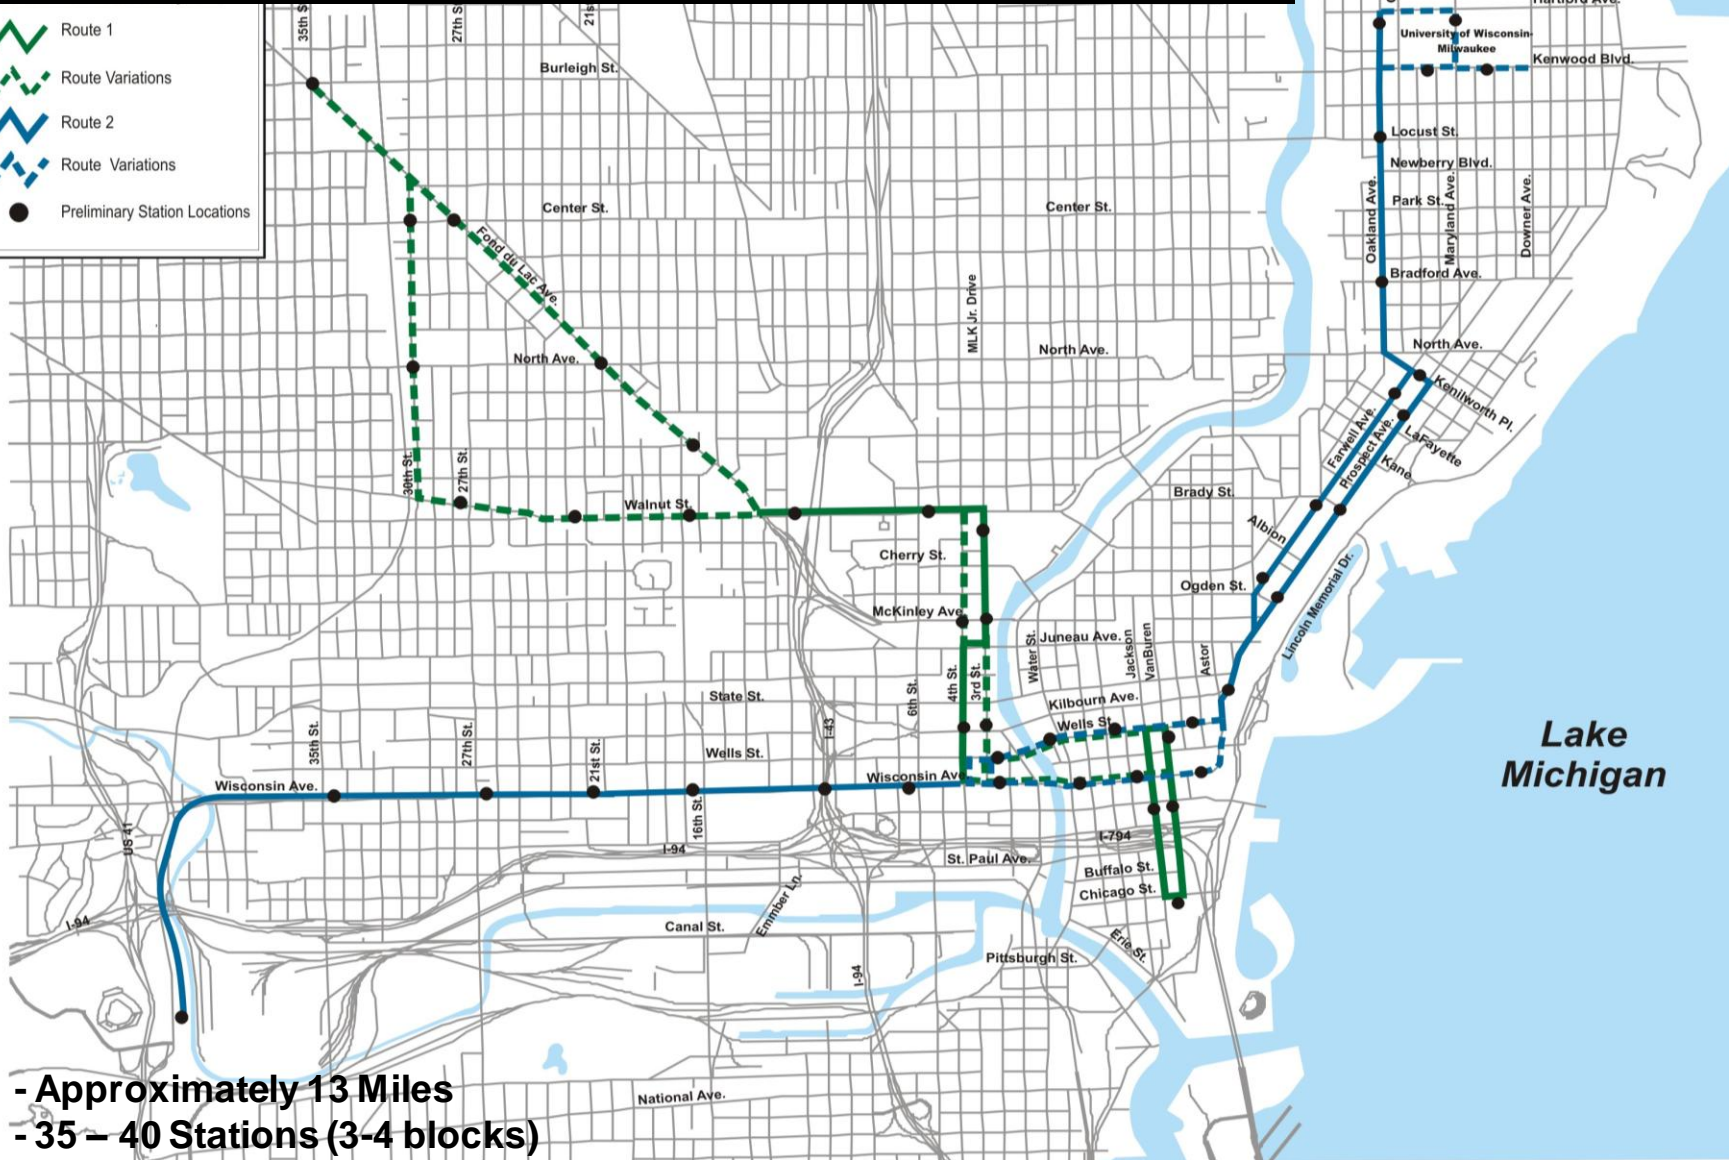 Route 1
Route Variations
Route 2
Route Variations
Preliminary Station Locations
35th S
27th S
21s
Burleigh St.
Center St.
Center St.
Fond du Lac Ave.
MLK Jr. Drive
North Ave.
North Ave.
30th St.
27th St.
Walnut St.
Cherry St.
McKinley Ave
University of Wisconsin-
Milwaukee
Kenwood Blvd.
Locust St.
Newberry Blvd.
Park St.
Oakland Ave.
Maryland Ave.
Downer Ave.
Bradford Ave.
North Ave.
Kenilworth Pl.
Farwell Ave.
Prospect Ave.
LaFayette
Kane
Brady St.
Albion
Ogden St.
Lincoln Memorial Dr.
Water St.
Juneau Ave.
Jackson
VanBuren
Astor
4th St.
3rd St.
6th St.
State St.
Kilbourn Ave.
Wells St.
Wells St.
I-43
35th St.
27th St.
21st St.
16th St.
Wisconsin Ave.
Wisconsin Ave
US 41
I-94
I-94
I-94
I-794
St. Paul Ave.
Buffalo St.
Chicago St.
Emmber Ln.
Canal St.
Erie St.
Pittsburgh St.
National Ave.
Lake
Michigan
- Approximately 13 Miles
- 35 – 40 Stations (3-4 blocks)